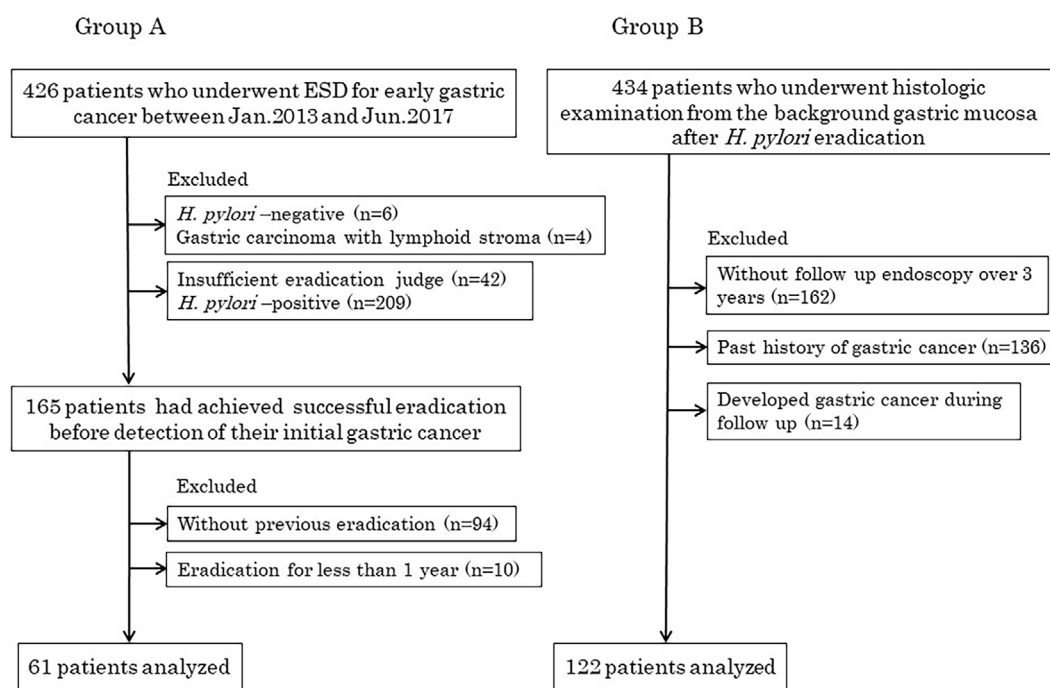 Group A
426 patients who underwent ESD for early gastric
cancer between Jan.2013 and Jun.2017
Excluded
H. pylori –negative (n=6)
Gastric carcinoma with lymphoid stroma (n=4)
Insufficient eradication judge (n=42)
H. pylori –positive (n=209)
165 patients had achieved successful eradication
before detection of their initial gastric cancer
Excluded
Without previous eradication (n=94)
Eradication for less than 1 year (n=10)
61 patients analyzed
Group B
434 patients who underwent histologic
examination from the background gastric mucosa
after H. pylori eradication
Excluded
Without follow up endoscopy over 3
years (n=162)
Past history of gastric cancer (n=136)
Developed gastric cancer during
follow up (n=14)
122 patients analyzed